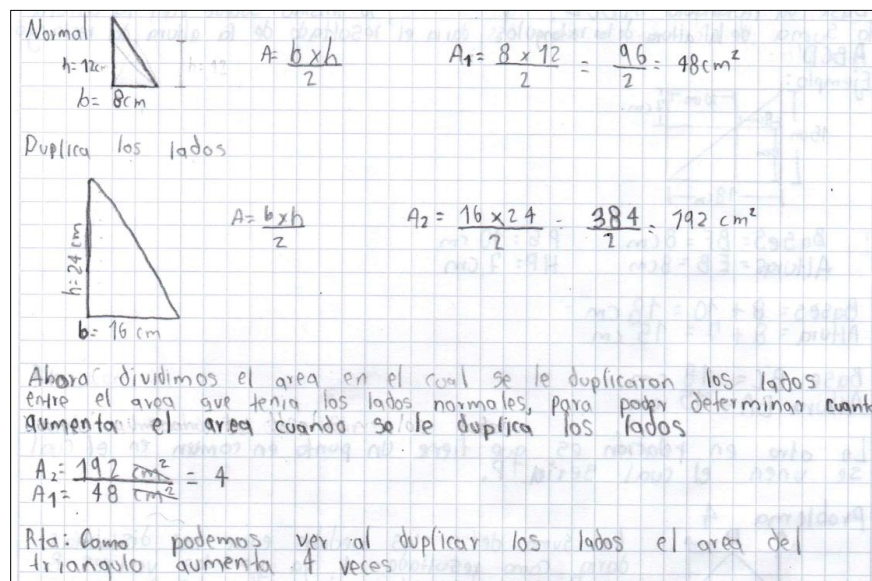 Normal
h= 12cm
h= 12
b= 8cm
A= b x h / 2
A₁= 8 x 12 / 2 = 96 / 2 = 48cm²
Duplica los lados
h= 24 cm
b= 16 cm
A= b x h / 2
A₂= 16 x 24 / 2 = 384 / 2 = 192 cm²
Ahora dividimos el area en el cual se le duplicaron los lados
entre el area que tenia los lados normales, para poder determinar cuanto
aumenta el area cuando se le duplica los lados
A₂= 192 cm² / A₁= 48 cm² = 4
Rta: Como podemos ver al duplicar los lados el area del
triangulo aumenta 4 veces